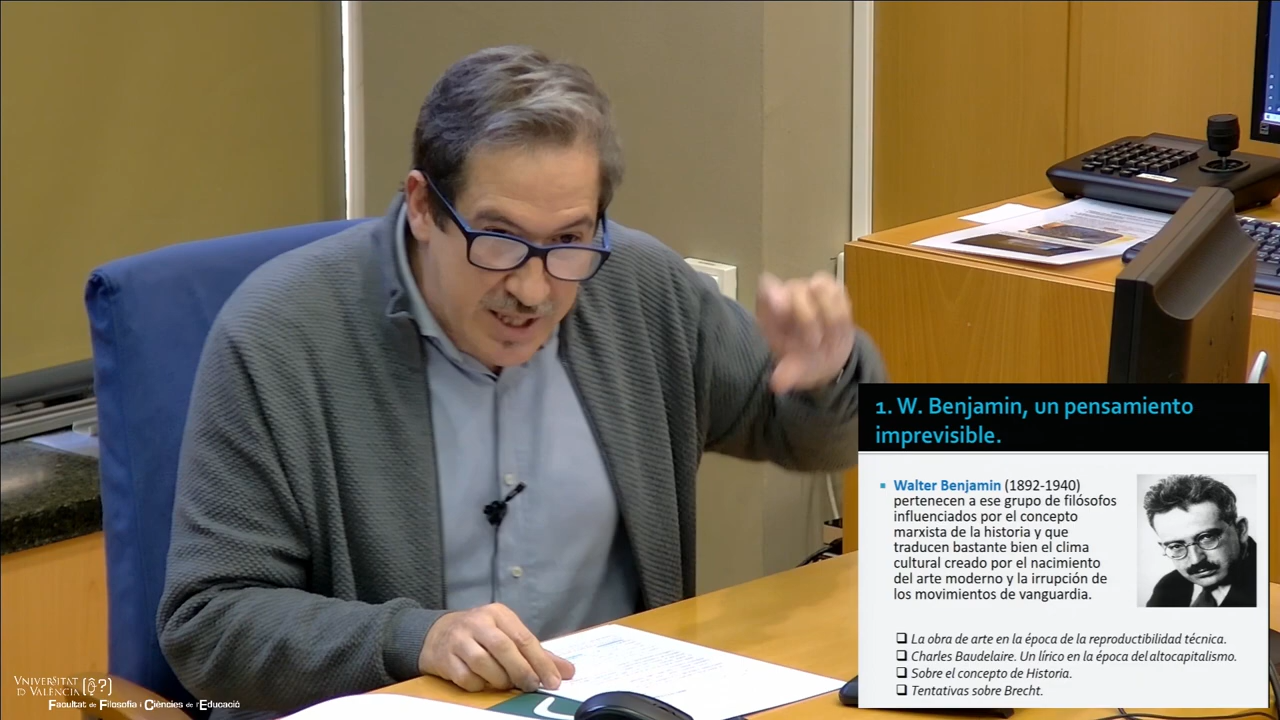 1. W. Benjamin, un pensamiento
imprevisible.
Walter Benjamin (1892-1940)
pertenecen a ese grupo de filósofos
influenciados por el concepto
marxista de la historia y que
traducen bastante bien el clima
cultural creado por el nacimiento
del arte moderno y la irrupción de
los movimientos de vanguardia.
La obra de arte en la época de la reproductibilidad técnica.
Charles Baudelaire. Un lírico en la época del altocapitalismo.
Sobre el concepto de Historia.
Tentativas sobre Brecht.
VNIVERSITAT
D VALÈNCIA
Facultat de Filosofia i Ciències de l'Educació